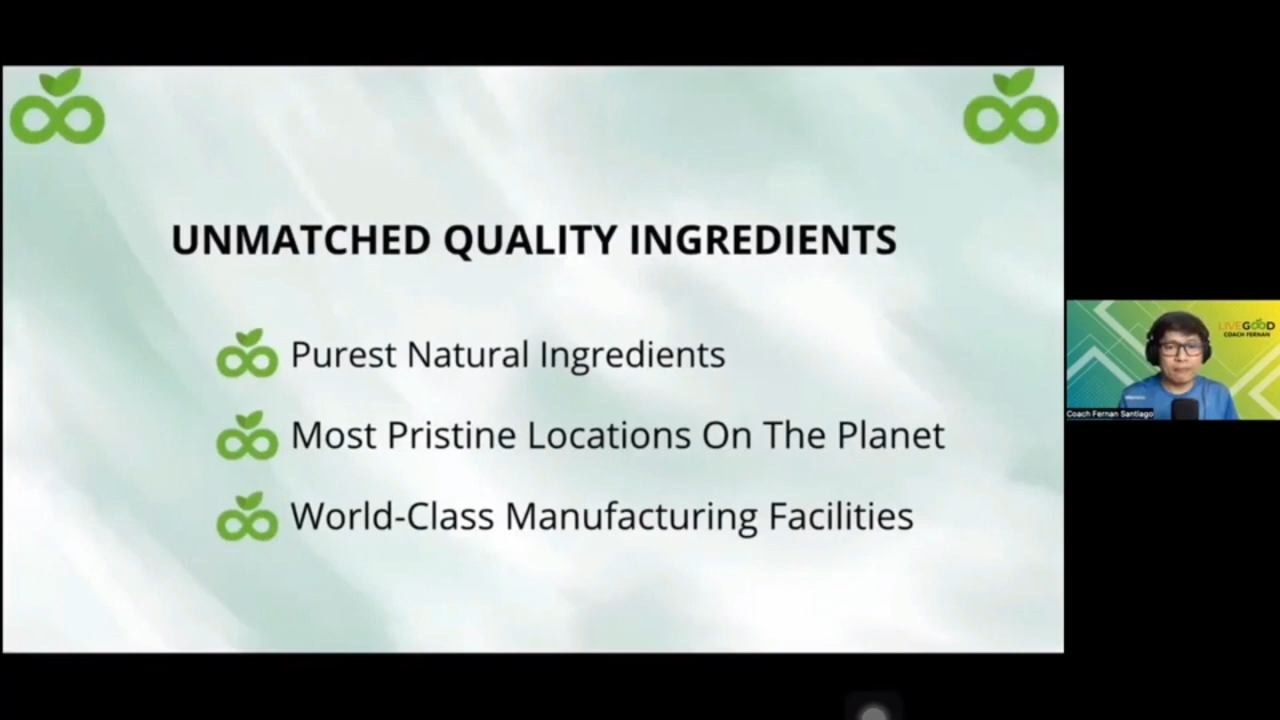 UNMATCHED QUALITY INGREDIENTS
Purest Natural Ingredients
Most Pristine Locations On The Planet
World-Class Manufacturing Facilities
LIVEGOOD
COACH FERNAN
Coach Fernan Santiago